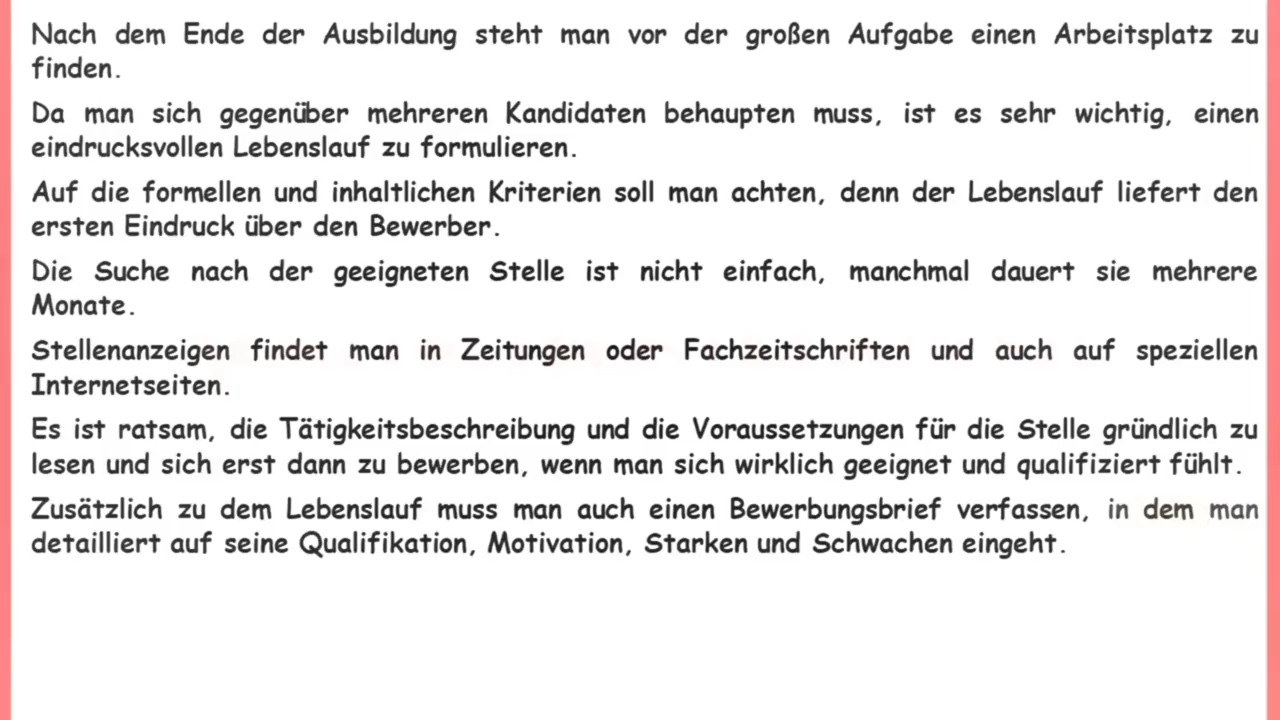 Nach dem Ende der Ausbildung steht man vor der großen Aufgabe einen Arbeitsplatz zu
finden.
Da man sich gegenüber mehreren Kandidaten behaupten muss, ist es sehr wichtig, einen
eindrucksvollen Lebenslauf zu formulieren.
Auf die formellen und inhaltlichen Kriterien soll man achten, denn der Lebenslauf liefert den
ersten Eindruck über den Bewerber.
Die Suche nach der geeigneten Stelle ist nicht einfach, manchmal dauert sie mehrere
Monate.
Stellenanzeigen findet man in Zeitungen oder Fachzeitschriften und auch auf speziellen
Internetseiten.
Es ist ratsam, die Tätigkeitsbeschreibung und die Voraussetzungen für die Stelle gründlich zu
lesen und sich erst dann zu bewerben, wenn man sich wirklich geeignet und qualifiziert fühlt.
Zusätzlich zu dem Lebenslauf muss man auch einen Bewerbungsbrief verfassen, in dem man
detailliert auf seine Qualifikation, Motivation, Starken und Schwachen eingeht.